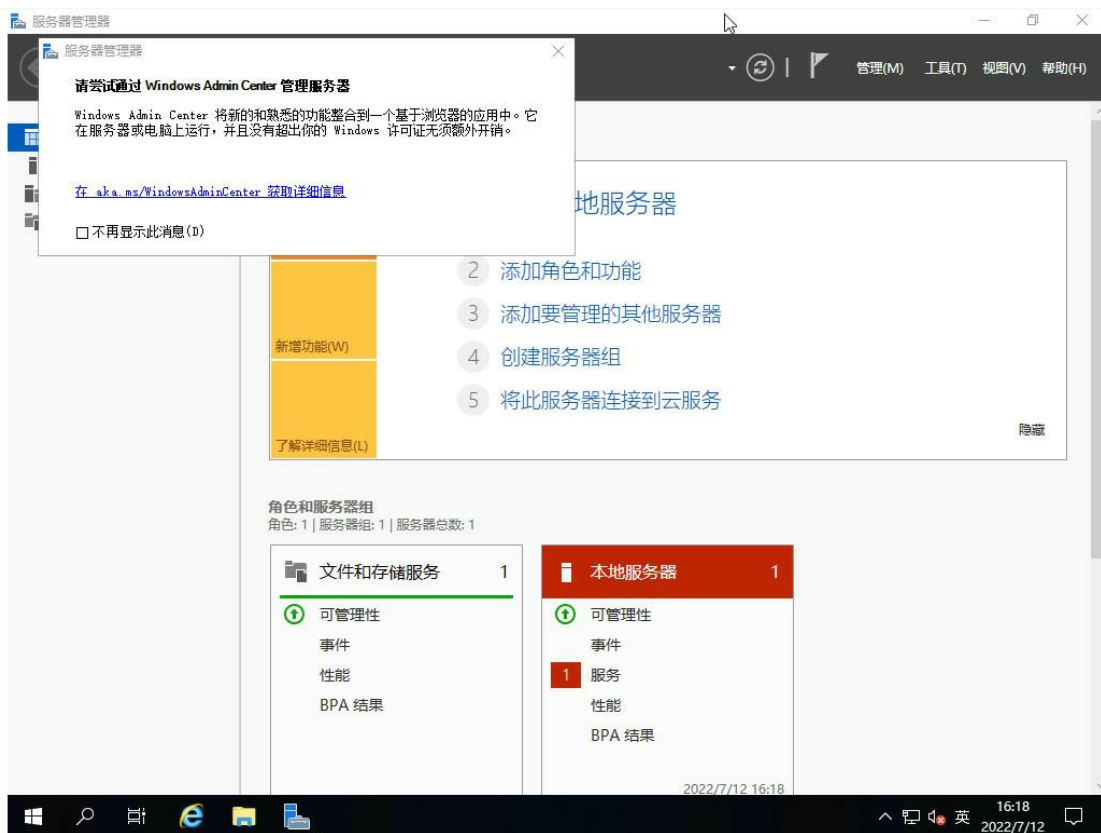 服务器管理器
服务器管理器
请尝试通过 Windows Admin Center 管理服务器
Windows Admin Center 将新的和熟悉的功能整合到一个基于浏览器的应用中。它
在服务器或电脑上运行，并且没有超出你的 Windows 许可证无须额外开销。
在 aka.ms/WindowsAdminCenter 获取详细信息
不再显示此消息(D)
管理(M) 工具(T) 视图(V) 帮助(H)
地服务器
2 添加角色和功能
3 添加要管理的其他服务器
新增功能(W)
4 创建服务器组
5 将此服务器连接到云服务
隐藏
了解详细信息(L)
角色和服务器组
角色: 1 | 服务器组: 1 | 服务器总数: 1
文件和存储服务 1
可管理性
事件
性能
BPA 结果
本地服务器 1
可管理性
事件
1 服务
性能
BPA 结果
2022/7/12 16:18
英
16:18
2022/7/12